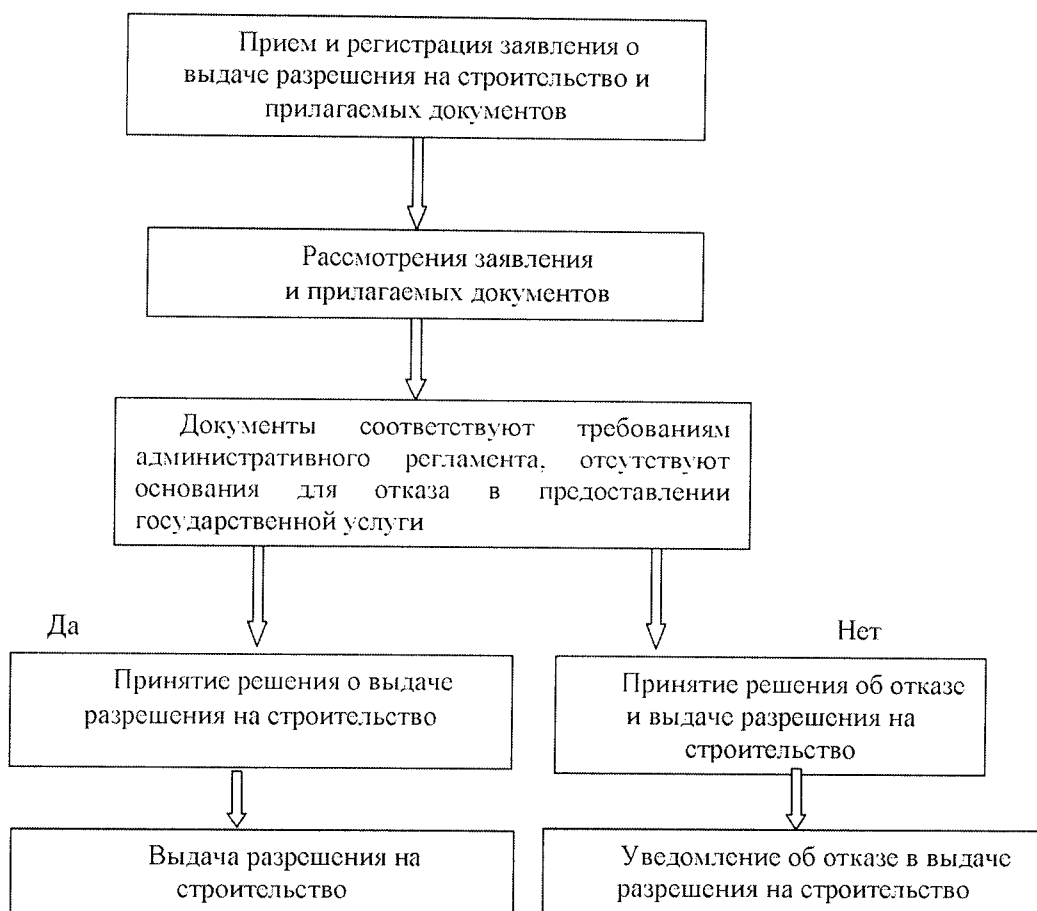 Прием и регистрация заявления о
выдаче разрешения на строительство и
прилагаемых документов
Рассмотрения заявления
и прилагаемых документов
Документы соответствуют требованиям
административного регламента, отсутствуют
основания для отказа в предоставлении
государственной услуги
Да
Нет
Принятие решения о выдаче
разрешения на строительство
Принятие решения об отказе
и выдаче разрешения на
строительство
Выдача разрешения на
строительство
Уведомление об отказе в выдаче
разрешения на строительство